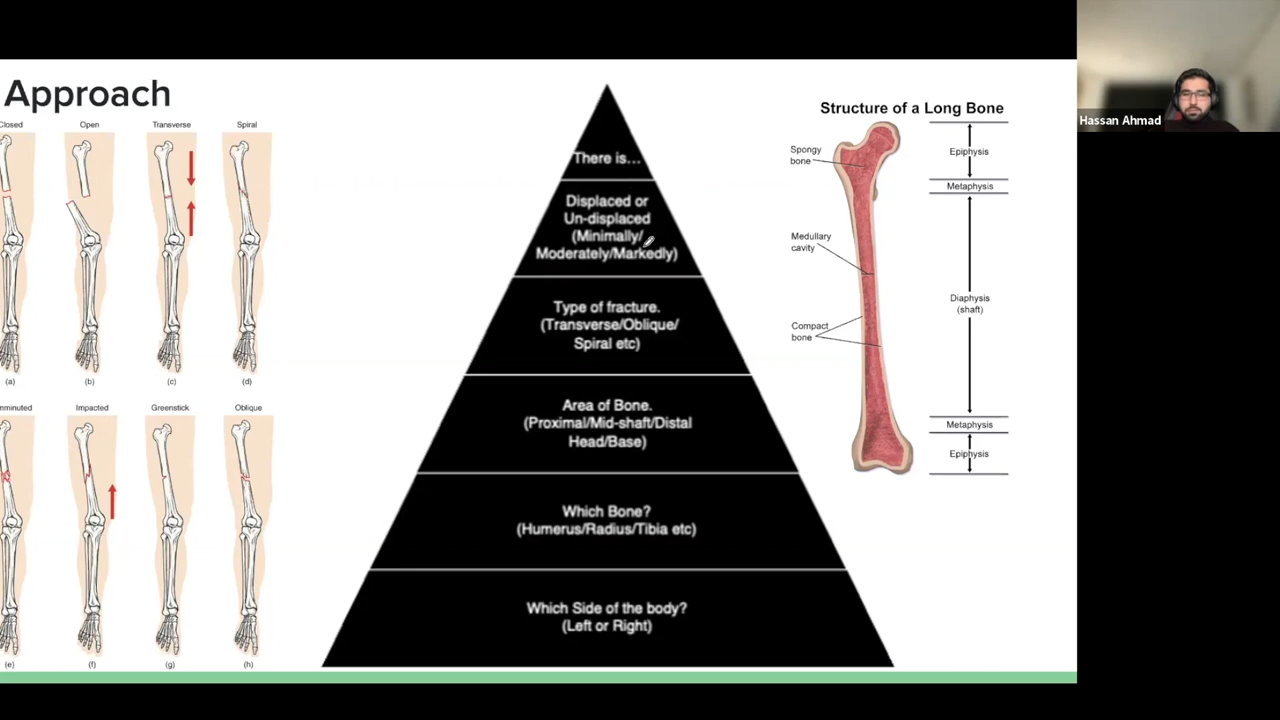 Approach
Closed
Open
Transverse
Spiral
(a)
(b)
(c)
(d)
Impacted
Greenstick
Oblique
(e)
(f)
(g)
(h)
There is...
Displaced or
Un-displaced
(Minimally/
Moderately/Markedly)
Type of fracture.
(Transverse/Oblique/
Spiral etc)
Area of Bone.
(Proximal/Mid-shaft/Distal
Head/Base)
Which Bone?
(Humerus/Radius/Tibia etc)
Which Side of the body?
(Left or Right)
Structure of a Long Bone
Spongy
bone
Medullary
cavity
Compact
bone
Epiphysis
Metaphysis
Diaphysis
(shaft)
Metaphysis
Epiphysis
Hassan Ahmad